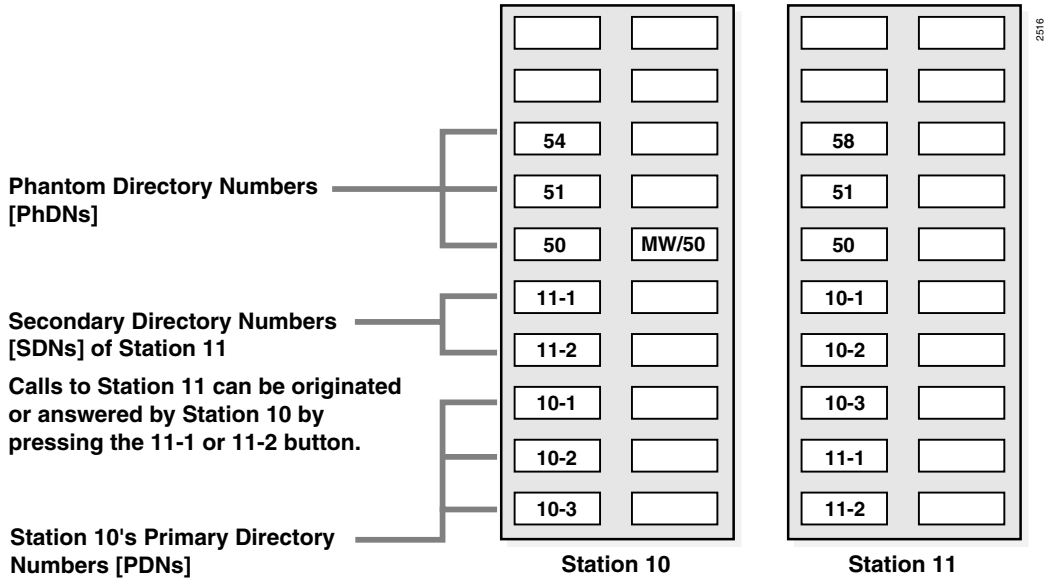 2516
Phantom Directory Numbers
[PhDNs]
Secondary Directory Numbers
[SDNs] of Station 11
Calls to Station 11 can be originated
or answered by Station 10 by
pressing the 11-1 or 11-2 button.
Station 10's Primary Directory
Numbers [PDNs]
54
51
50 MW/50
11-1
11-2
10-1
10-2
10-3
Station 10
58
51
50
10-1
10-2
10-3
11-1
11-2
Station 11